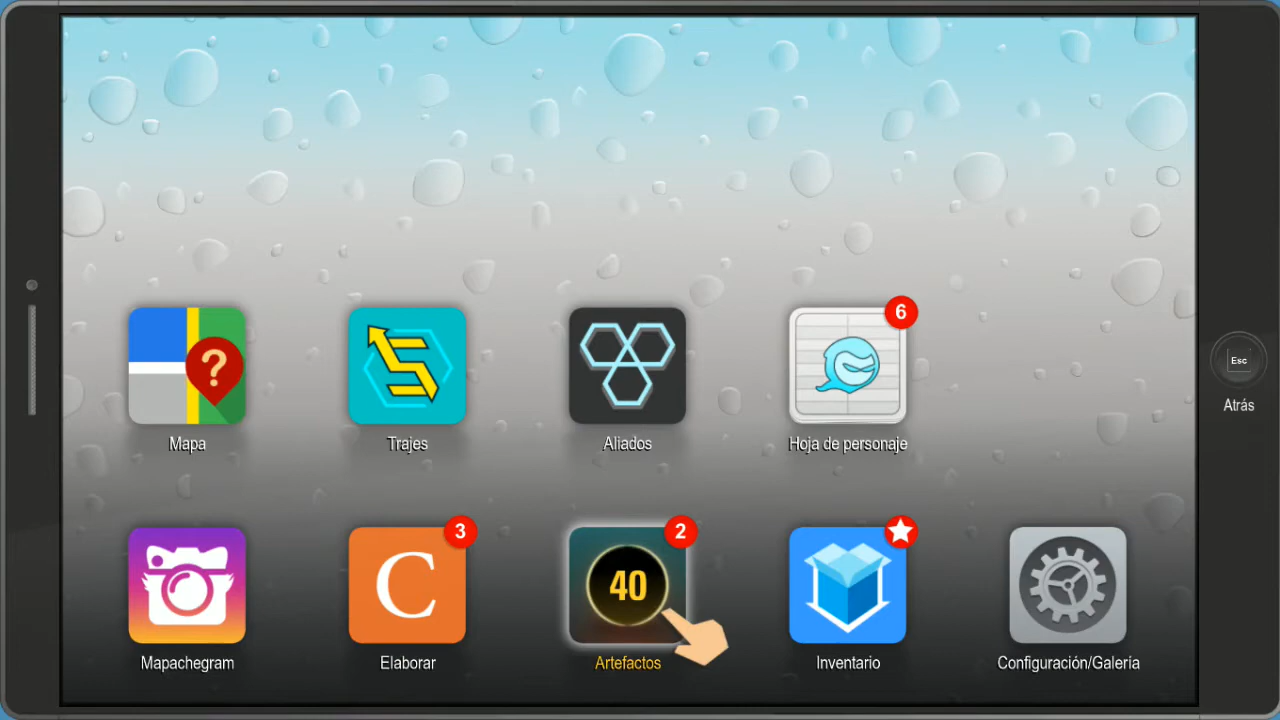 6
?
Mapa
Trajes
Aliados
Hoja de personaje
Esc
Atrás
3
2
C
40
Mapachegram
Elaborar
Artefactos
Inventario
Configuración/Galería